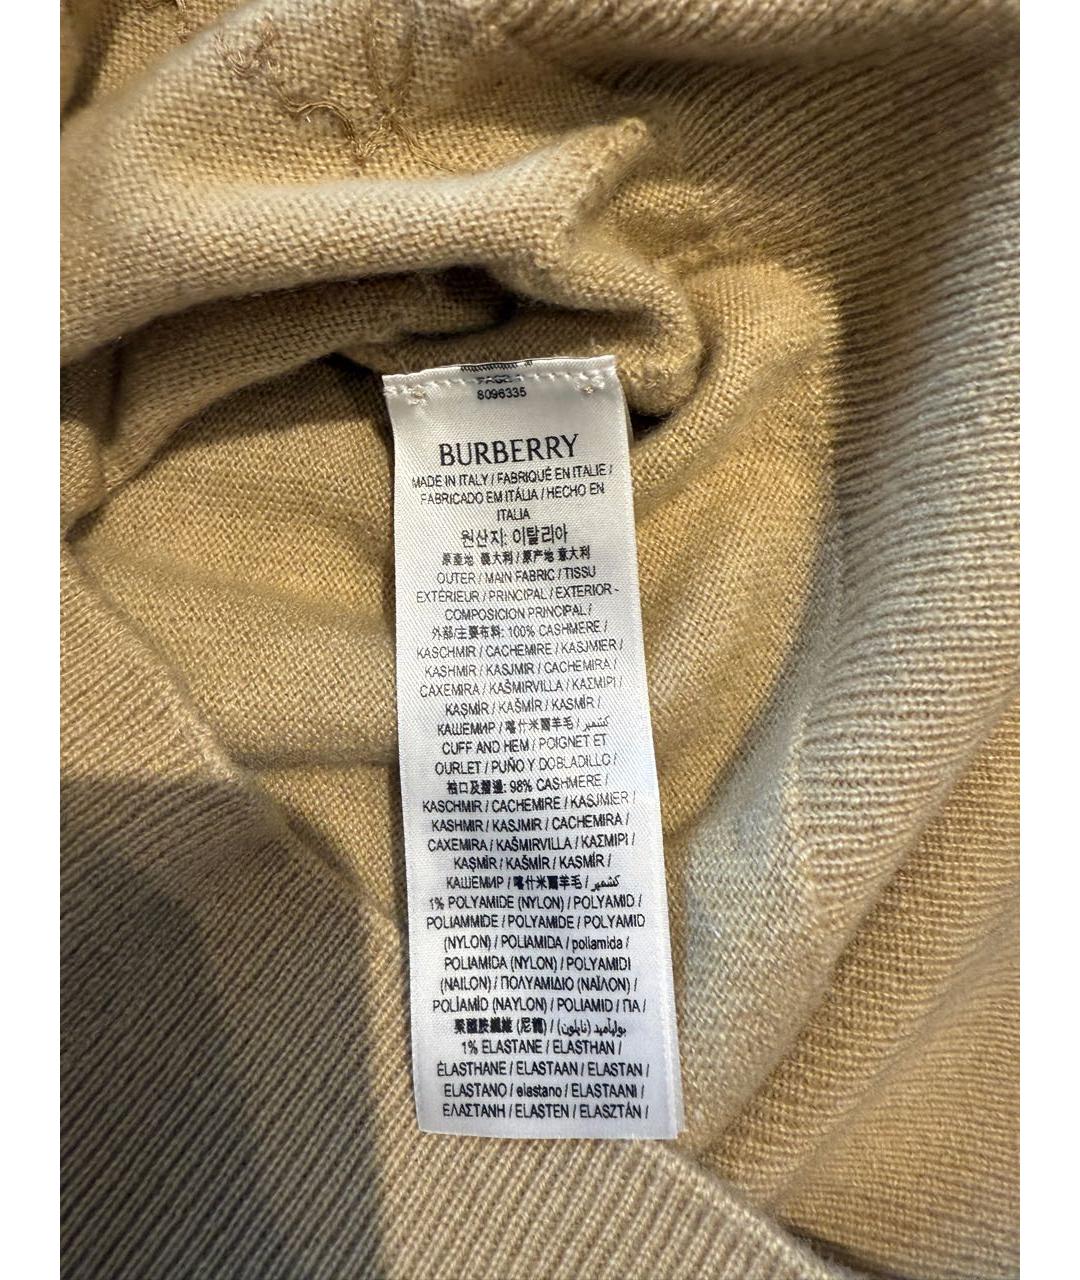 8096335
BURBERRY
MADE IN ITALY / FABRIQUÉ EN ITALIE /
FABRICADO EM ITÁLIA / HECHO EN
ITALIA
원산지: 이탈리아
原產地 義大利 / 原产地 意大利
OUTER / MAIN FABRIC / TISSU
EXTÉRIEUR / PRINCIPAL / EXTERIOR -
COMPOSICION PRINCIPAL /
外部/主要布料: 100% CASHMERE /
KASCHMIR / CACHEMIRE / KASJMIER /
KASHMIR / KASJMIR / CACHEMIRA /
CAXEMIRA / KAŠMIRVILLA / ΚΑΣΜΙΡΙ /
KAŞMİR / KAŠMÍR / KASMÍR /
КАШЕМИР / 喀什米爾羊毛 / كشمير /
CUFF AND HEM / POIGNET ET
OURLET / PUÑO Y DOBLADILLO /
袖口及摺邊: 98% CASHMERE /
KASCHMIR / CACHEMIRE / KASJMIER /
KASHMIR / KASJMIR / CACHEMIRA /
CAXEMIRA / KAŠMIRVILLA / ΚΑΣΜΙΡΙ /
KAŞMİR / KAŠMÍR / KASMÍR /
КАШЕМИР / 喀什米爾羊毛 / كشمير
1% POLYAMIDE (NYLON) / POLYAMID /
POLIAMMIDE / POLYAMIDE / POLYAMID
(NYLON) / POLIAMIDA / poliamida /
POLIAMIDA (NYLON) / POLYAMIDI
(NAILON) / ΠΟΛΥΑΜΙΔΙΟ (ΝΑΪΛΟΝ) /
POLİAMİD (NAYLON) / POLIAMID / ПА /
聚醯胺纖維 (尼龍) / بوليأميد (نايلون) /
1% ELASTANE / ELASTHAN /
ÉLASTHANE / ELASTAAN / ELASTAN /
ELASTANO / elastano / ELASTAANI /
ΕΛΑΣΤΑΝΗ / ELASTEN / ELASZTÁN /